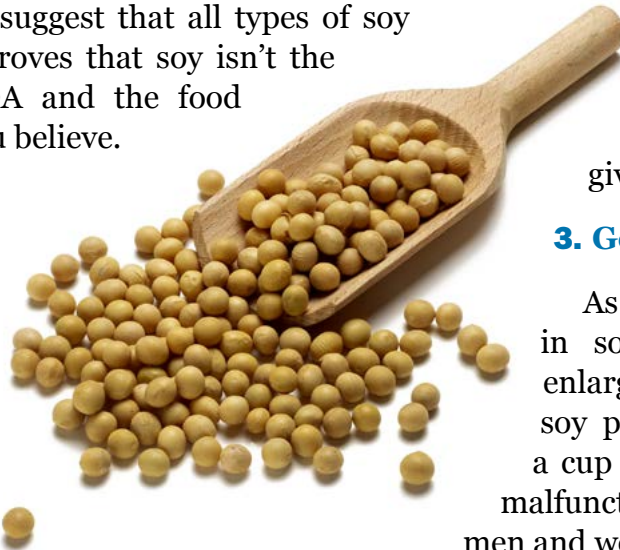 suggest that all types of soy
roves that soy isn't the
A and the food
u believe.
giv
3. G
As
in so
enlarg
soy p
a cup
malfunct
men and we